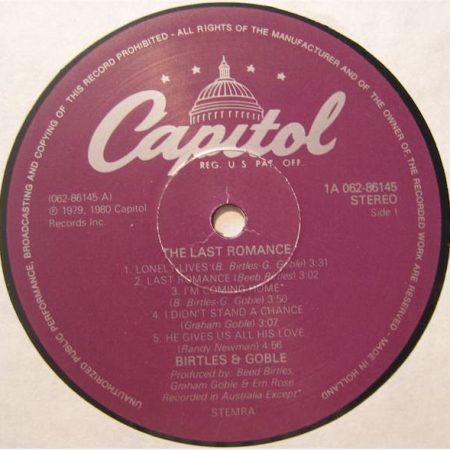 UNAUTHORIZED PUBLIC PERFORMANCE, BROADCASTING AND COPYING OF THIS RECORD PROHIBITED - ALL RIGHTS OF THE MANUFACTURER AND OF THE OWNER OF THE RECORDED WORK ARE RESERVED - MADE IN HOLLAND
Capitol
REG. U.S. PAT. OFF.
(062-86145-A)
℗ 1979, 1980 Capitol
Records Inc
1A 062-86145
STEREO
Side 1
THE LAST ROMANCE
1. LONELY LIVES (B. Birtles-G. Goble) 3:31
2. LAST ROMANCE (Beeb Birtles) 3:02
3. I'M COMING HOME*
(B. Birtles-G. Goble) 3:50
4. I DIDN'T STAND A CHANCE
(Graham Goble) 3:07
5. HE GIVES US ALL HIS LOVE
(Randy Newman) 4:56
BIRTLES & GOBLE
Produced by: Beed Birtles,
Graham Goble & Ern Rose
Recorded in Australia Except*
STEMRA